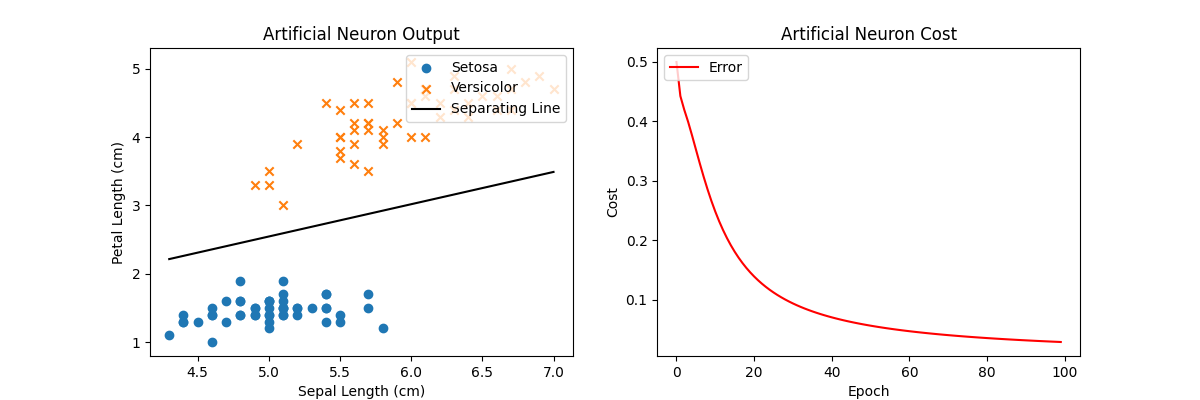 Artificial Neuron Output
Setosa
Versicolor
Separating Line
5
4
3
2
1
Petal Length (cm)
4.5 5.0 5.5 6.0 6.5 7.0
Sepal Length (cm)
Artificial Neuron Cost
Error
0.5
0.4
0.3
0.2
0.1
Cost
0 20 40 60 80 100
Epoch